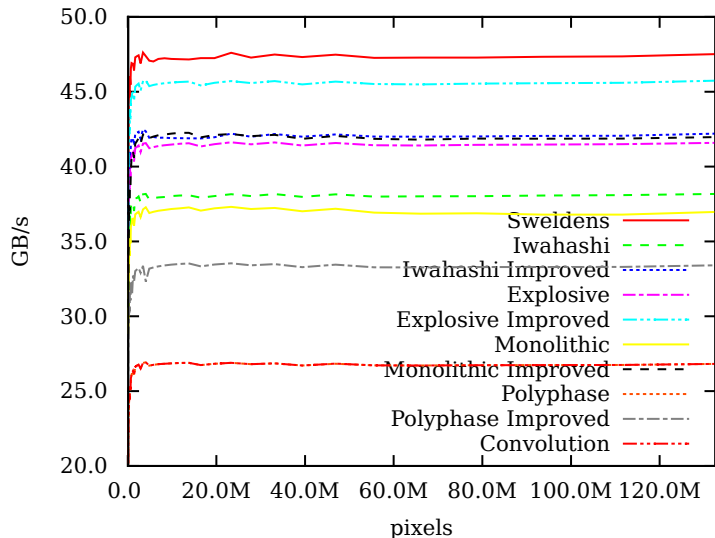 50.0
45.0
40.0
35.0
30.0
25.0
20.0
GB/s
Sweldens
Iwahashi
Iwahashi Improved
Explosive
Explosive Improved
Monolithic
Monolithic Improved
Polyphase
Polyphase Improved
Convolution
0.0 20.0M 40.0M 60.0M 80.0M 100.0M 120.0M
pixels